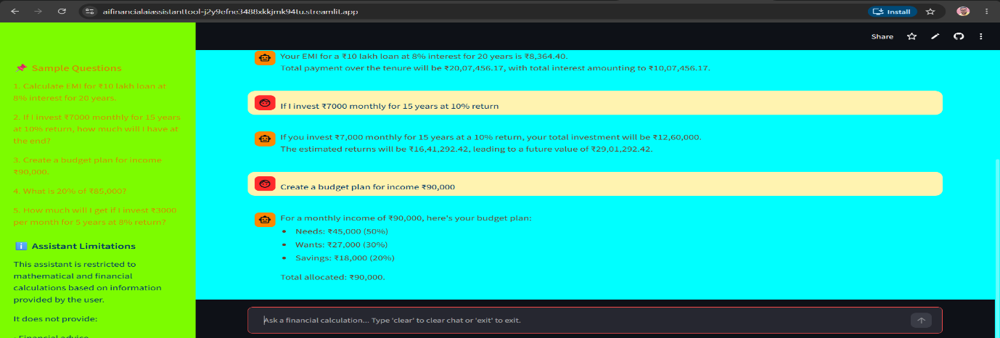 aifinancialaiassistanttool-j2y9efne3488xkkjmk94tu.streamlit.app
Install
Share
Sample Questions
1. Calculate EMI for ₹10 lakh loan at
8% interest for 20 years.
2. If I invest ₹7000 monthly for 15 years
at 10% return, how much will I have at
the end?
3. Create a budget plan for income
₹90,000.
4. What is 20% of ₹85,000?
5. How much will I get if I invest ₹3000
per month for 5 years at 8% return?
Assistant Limitations
This assistant is restricted to
mathematical and financial
calculations based on information
provided by the user.
It does not provide:
- Financial advice
Your EMI for a ₹10 lakh loan at 8% interest for 20 years is ₹8,364.40.
Total payment over the tenure will be ₹20,07,456.17, with total interest amounting to ₹10,07,456.17.
If I invest ₹7000 monthly for 15 years at 10% return
If you invest ₹7,000 monthly for 15 years at a 10% return, your total investment will be ₹12,60,000.
The estimated returns will be ₹16,41,292.42, leading to a future value of ₹29,01,292.42.
Create a budget plan for income ₹90,000
For a monthly income of ₹90,000, here's your budget plan:
• Needs: ₹45,000 (50%)
• Wants: ₹27,000 (30%)
• Savings: ₹18,000 (20%)
Total allocated: ₹90,000.
Ask a financial calculation... Type 'clear' to clear chat or 'exit' to exit.